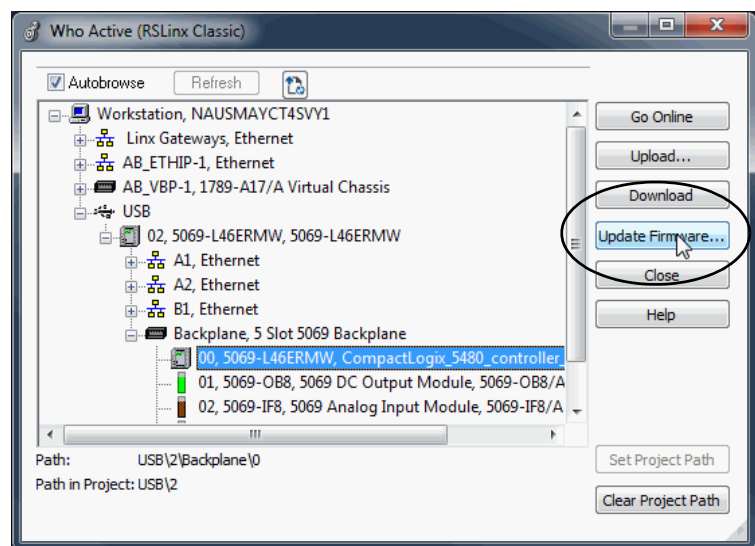 Who Active (RSLinx Classic)
Autobrowse
Refresh
Workstation, NAUSMAYCT4SVY1
Linx Gateways, Ethernet
AB_ETHIP-1, Ethernet
AB_VBP-1, 1789-A17/A Virtual Chassis
USB
02, 5069-L46ERMW, 5069-L46ERMW
A1, Ethernet
A2, Ethernet
B1, Ethernet
Backplane, 5 Slot 5069 Backplane
00, 5069-L46ERMW, CompactLogix_5480_controller_
01, 5069-OB8, 5069 DC Output Module, 5069-OB8/A
02, 5069-IF8, 5069 Analog Input Module, 5069-IF8/A
Go Online
Upload...
Download
Update Firmware...
Close
Help
Path: USB\2\Backplane\0
Path in Project: USB\2
Set Project Path
Clear Project Path